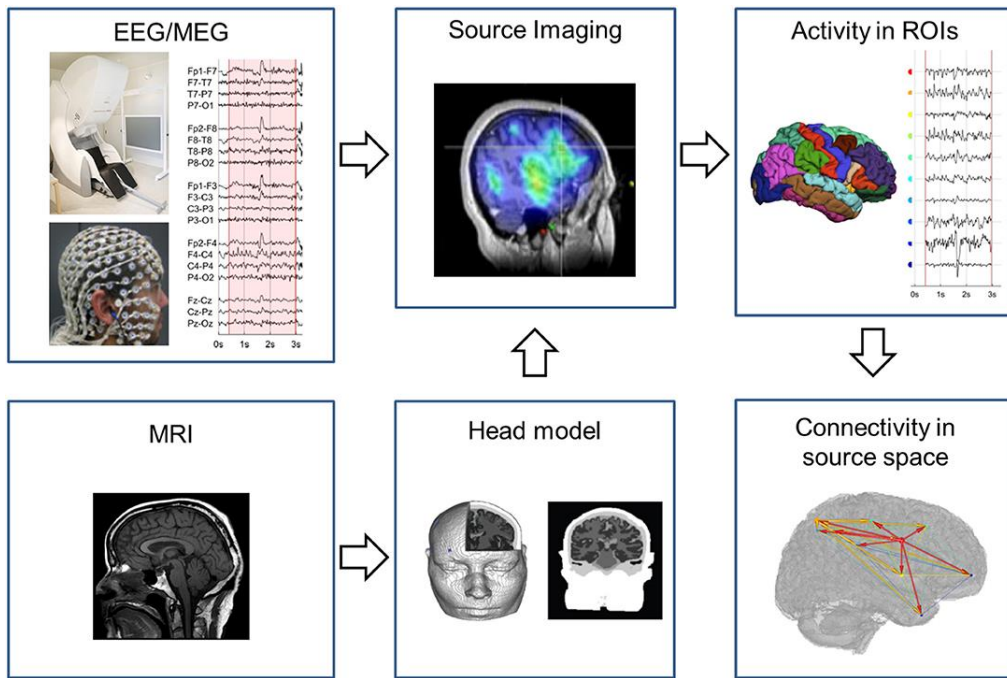 EEG/MEG
Fp1-F7
F7-T7
T7-P7
P7-O1
Fp2-F8
F8-T8
T8-P8
P8-O2
Fp1-F3
F3-C3
C3-P3
P3-O1
Fp2-F4
F4-C4
C4-P4
P4-O2
Fz-Cz
Cz-Pz
Pz-Oz
0s 1s 2s 3s
Source Imaging
Activity in ROIs
0s 1s 2s 3s
MRI
Head model
Connectivity in
source space